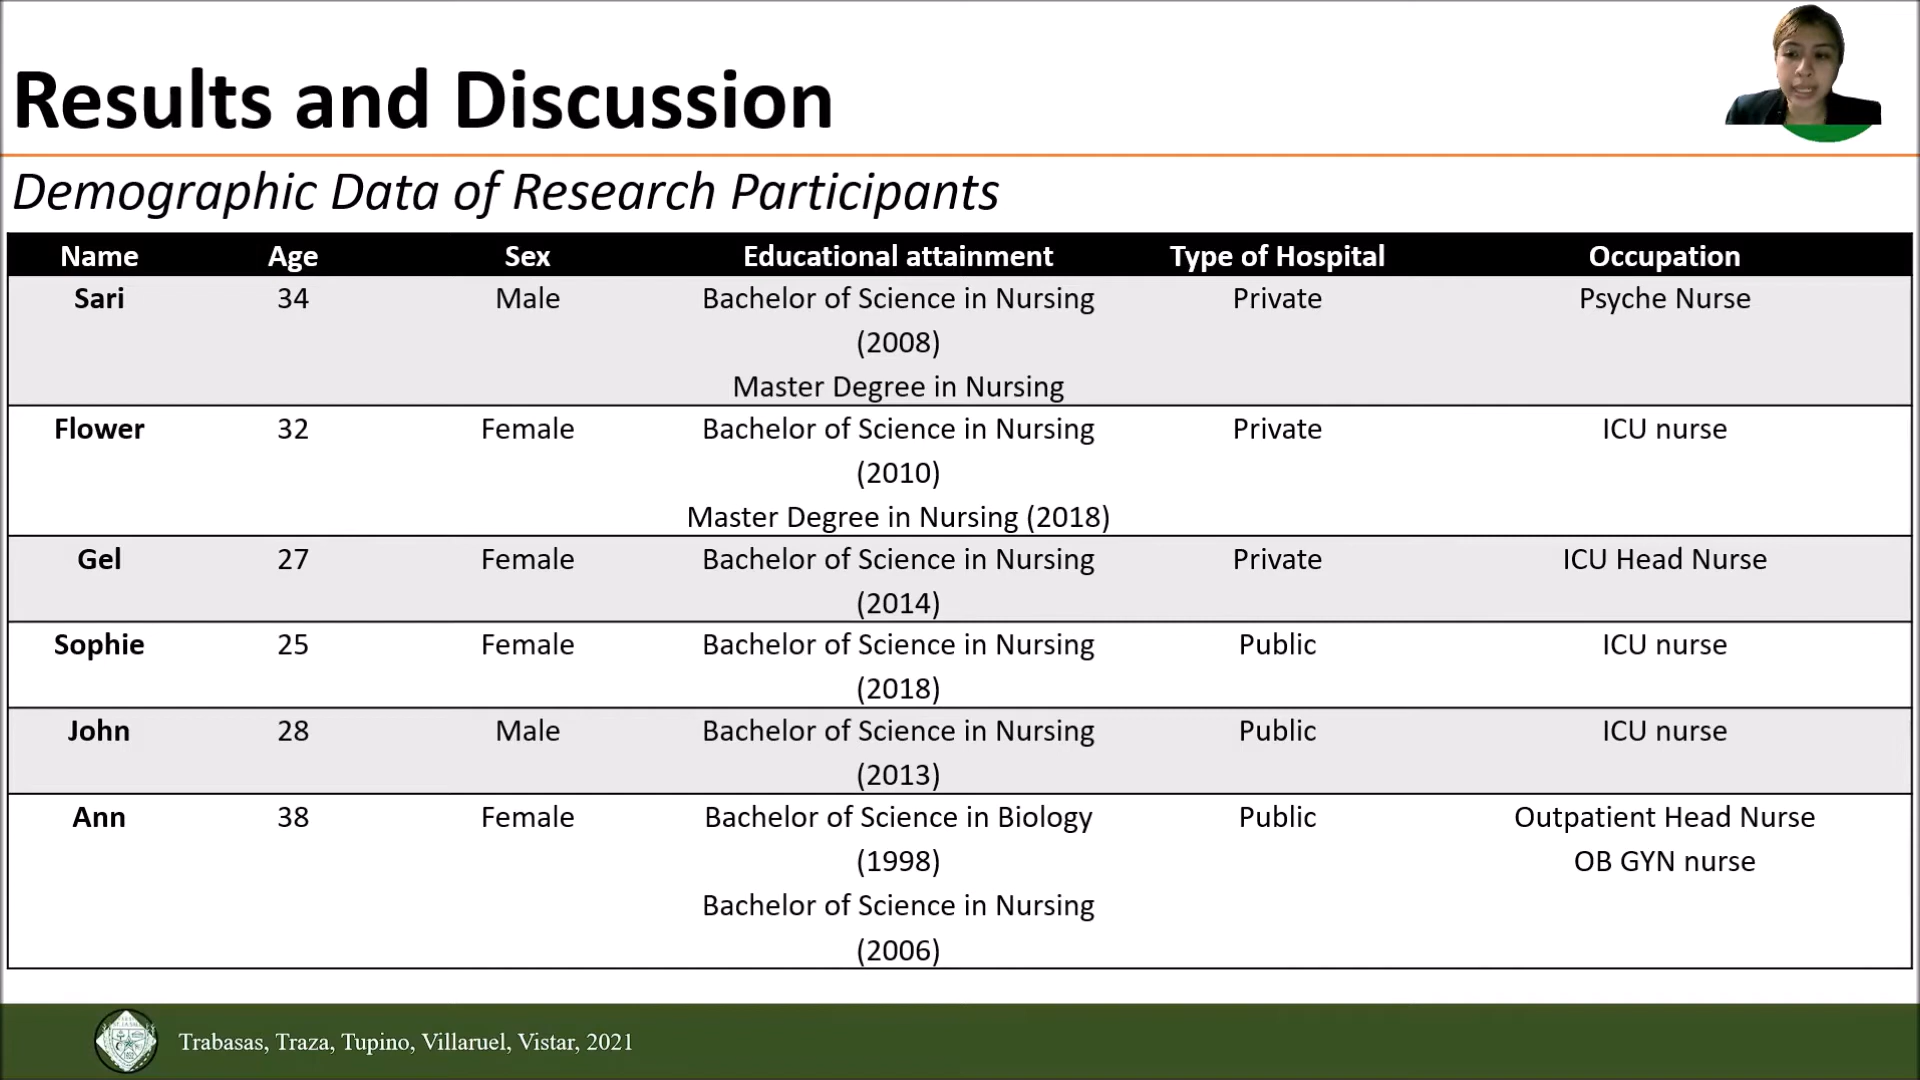 Results and Discussion
Demographic Data of Research Participants
Name Age Sex Educational attainment Type of Hospital Occupation
Sari 34 Male Bachelor of Science in Nursing Private Psyche Nurse
(2008)
Master Degree in Nursing
Flower 32 Female Bachelor of Science in Nursing Private ICU nurse
(2010)
Master Degree in Nursing (2018)
Gel 27 Female Bachelor of Science in Nursing Private ICU Head Nurse
(2014)
Sophie 25 Female Bachelor of Science in Nursing Public ICU nurse
(2018)
John 28 Male Bachelor of Science in Nursing Public ICU nurse
(2013)
Ann 38 Female Bachelor of Science in Biology Public Outpatient Head Nurse
(1998) OB GYN nurse
Bachelor of Science in Nursing
(2006)
Trabasas, Traza, Tupino, Villaruel, Vistar, 2021